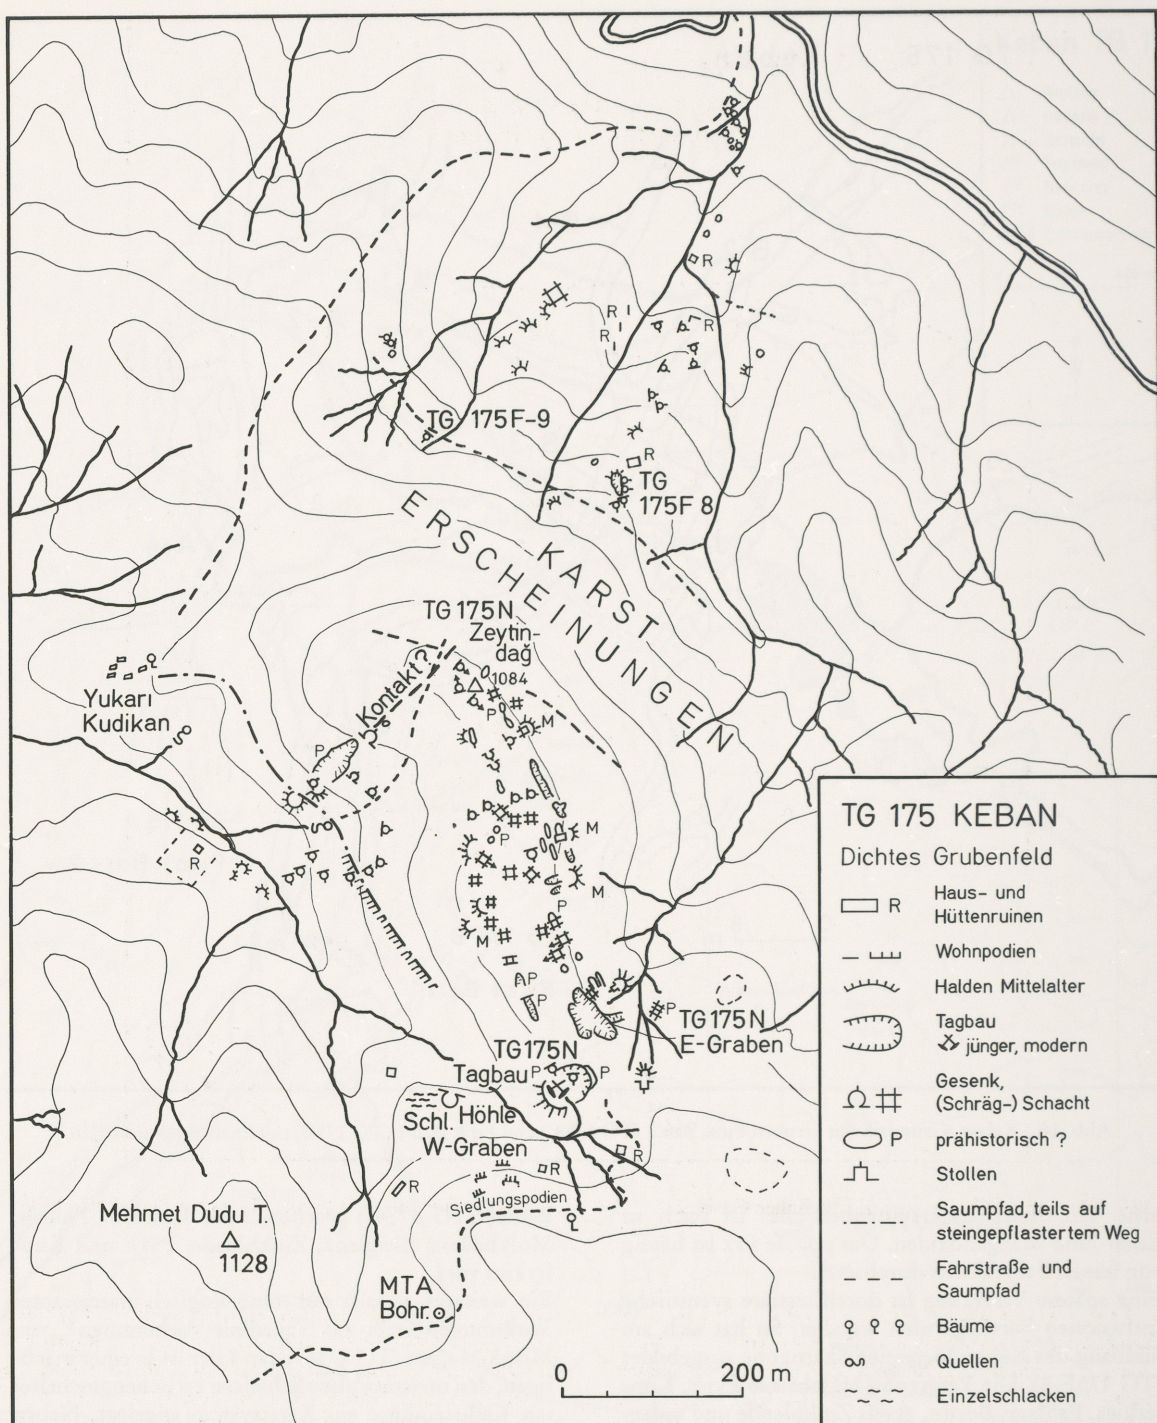 R
R
R
R
TG 175F-9
R
TG
175F 8
KARST
ERSCHEINUNGEN
TG 175N
Zeytin-
dağ
1084
Kontakt?
P
M
Yukarı
Kudikan
P
M
P
R
M
P
M
P
P
P
TG 175N
E-Graben
TG 175N
Tagbau
P
P
Höhle
Schl.
W-Graben
R
R
R
Siedlungspodien
Mehmet Dudu T.
1128
MTA
Bohr.
0 200 m
TG 175 KEBAN
Dichtes Grubenfeld
R Haus- und
Hüttenruinen
Wohnpodien
Halden Mittelalter
Tagbau
jünger, modern
Gesenk,
(Schräg-) Schacht
P prähistorisch ?
Stollen
Saumpfad, teils auf
steingepflastertem Weg
Fahrstraße und
Saumpfad
Bäume
Quellen
Einzelschlacken